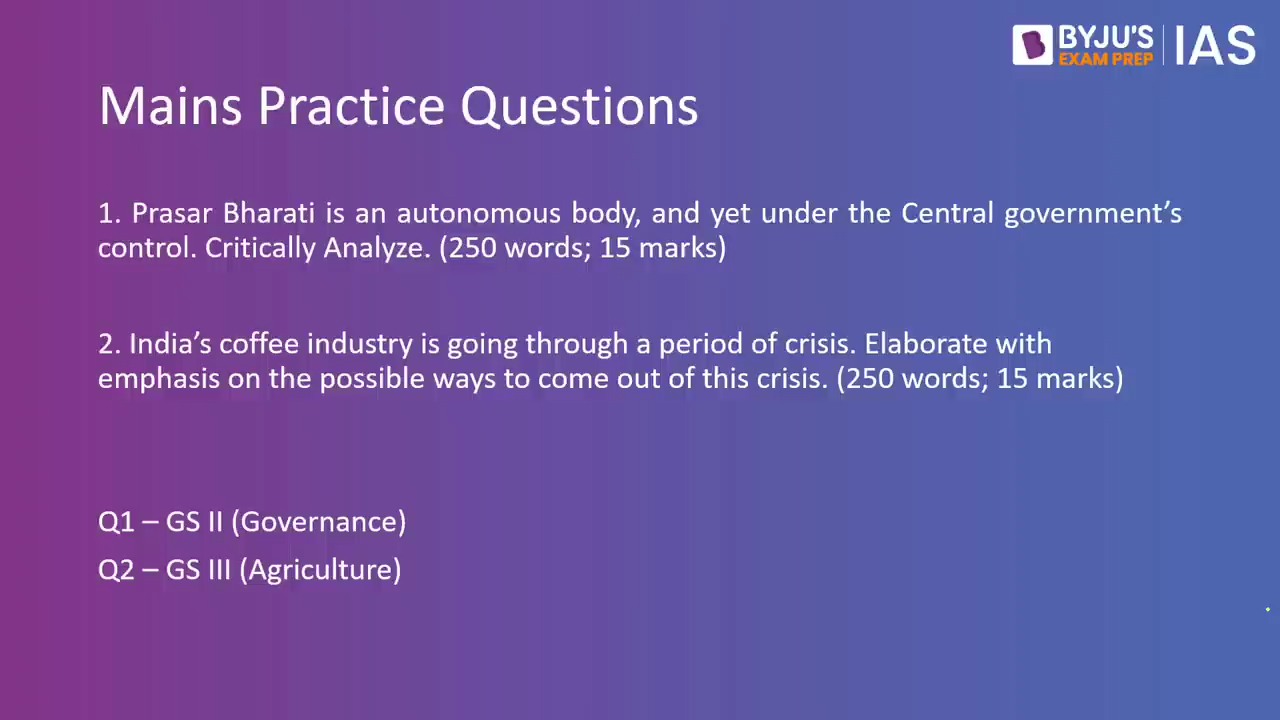 BYJU'S
EXAM PREP
IAS
Mains Practice Questions
1. Prasar Bharati is an autonomous body, and yet under the Central government’s
control. Critically Analyze. (250 words; 15 marks)
2. India’s coffee industry is going through a period of crisis. Elaborate with
emphasis on the possible ways to come out of this crisis. (250 words; 15 marks)
Q1 – GS II (Governance)
Q2 – GS III (Agriculture)